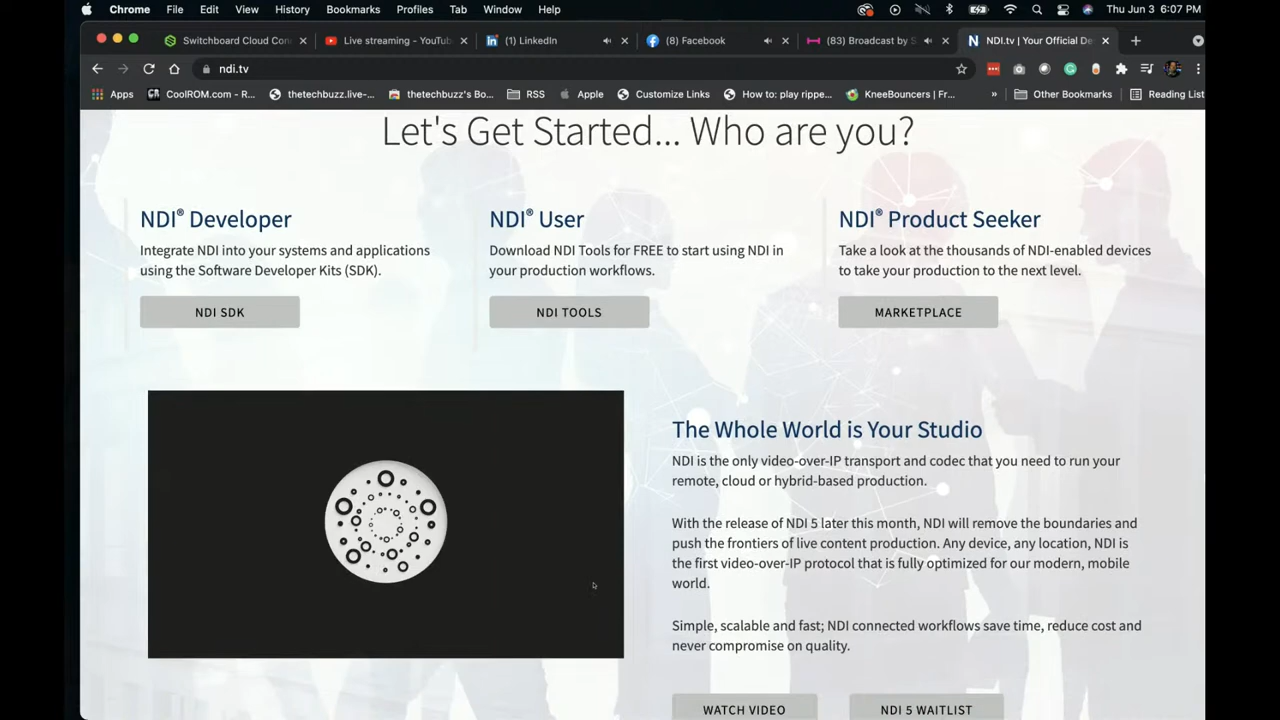 Chrome File Edit View History Bookmarks Profiles Tab Window Help Thu Jun 3 6:07 PM
Switchboard Cloud Con Live streaming - YouTub (1) LinkedIn (8) Facebook (83) Broadcast by S NDI.tv | Your Official De
ndi.tv
Apps CoolROM.com - R... thetechbuzz.live-... thetechbuzz's Bo... RSS Apple Customize Links How to: play rippe... KneeBouncers | Fr... » Other Bookmarks Reading List
Let's Get Started... Who are you?
NDI® Developer
Integrate NDI into your systems and applications
using the Software Developer Kits (SDK).
NDI SDK
NDI® User
Download NDI Tools for FREE to start using NDI in
your production workflows.
NDI TOOLS
NDI® Product Seeker
Take a look at the thousands of NDI-enabled devices
to take your production to the next level.
MARKETPLACE
The Whole World is Your Studio
NDI is the only video-over-IP transport and codec that you need to run your
remote, cloud or hybrid-based production.
With the release of NDI 5 later this month, NDI will remove the boundaries and
push the frontiers of live content production. Any device, any location, NDI is
the first video-over-IP protocol that is fully optimized for our modern, mobile
world.
Simple, scalable and fast; NDI connected workflows save time, reduce cost and
never compromise on quality.
WATCH VIDEO NDI 5 WAITLIST